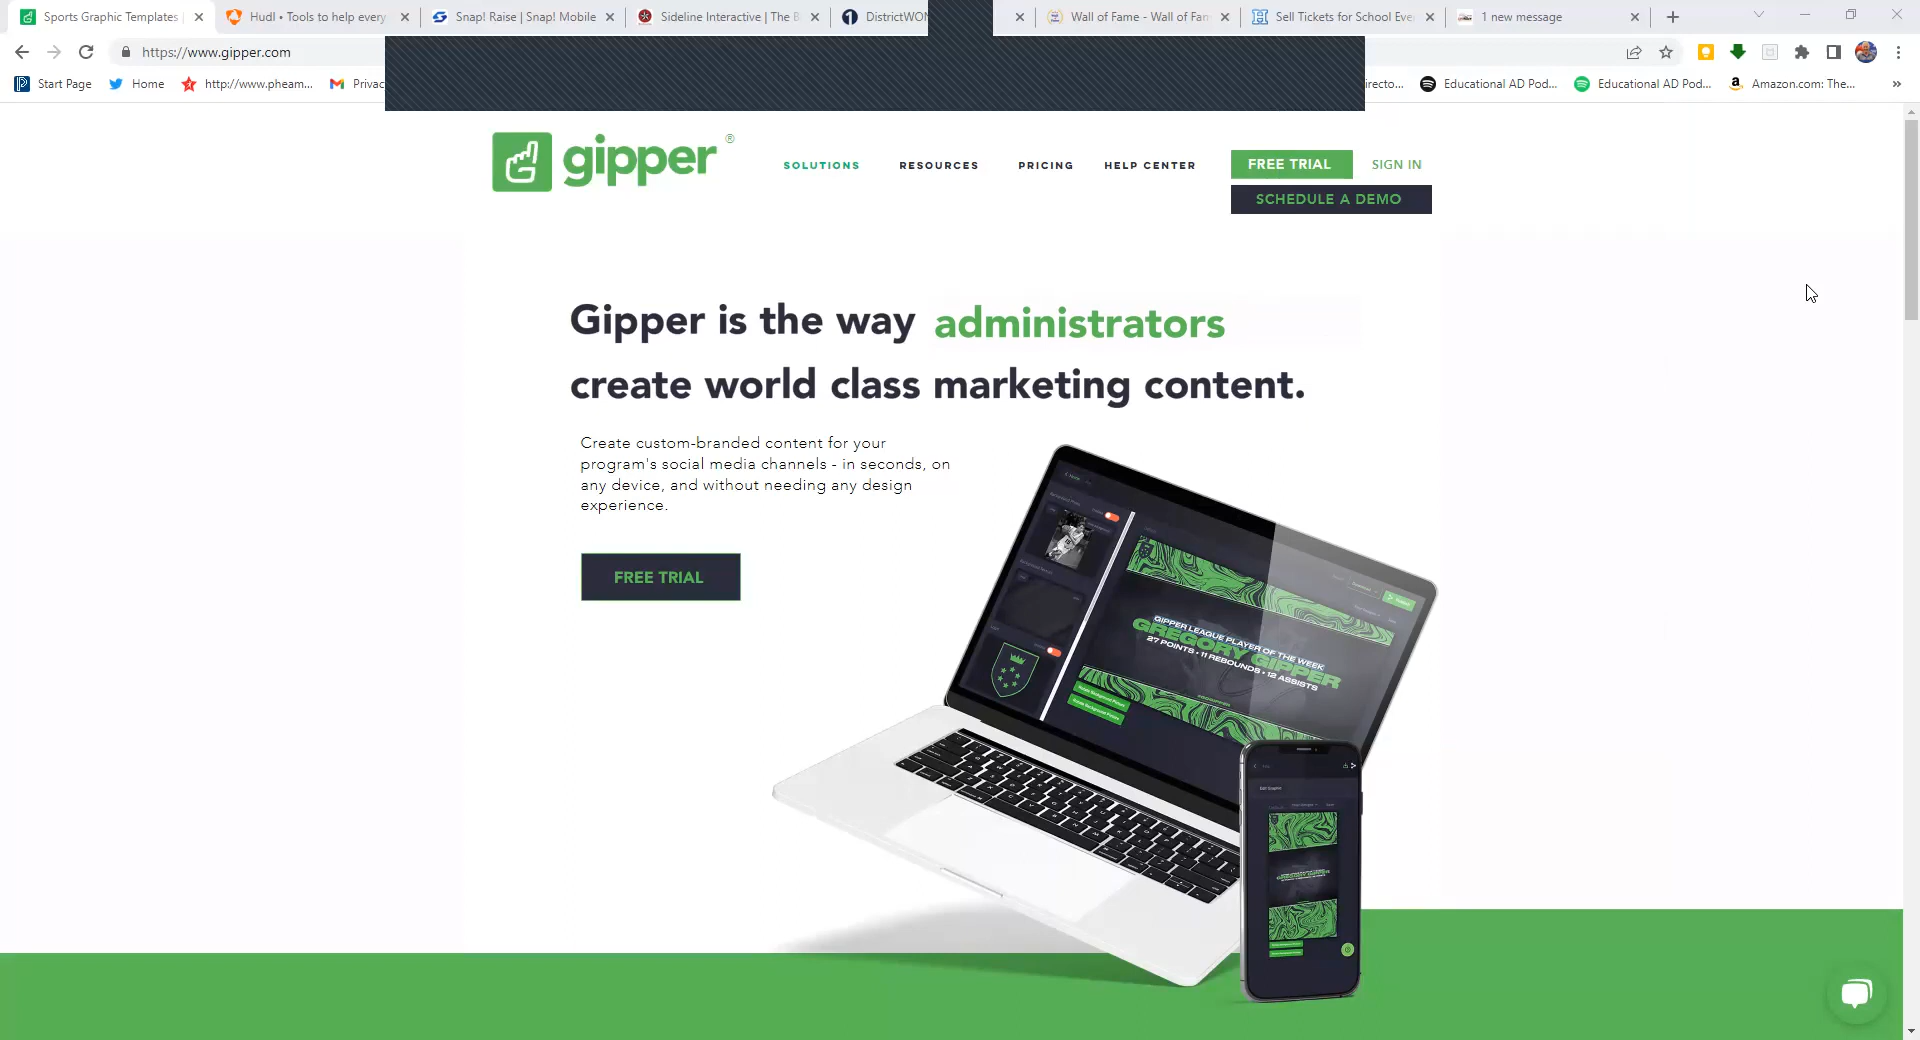 Sports Graphic Templates
Hudl • Tools to help every
Snap! Raise | Snap! Mobile
Sideline Interactive | The B
DistrictWON
Wall of Fame - Wall of Fam
Sell Tickets for School Eve
1 new message
https://www.gipper.com
Start Page
Home
http://www.pheam...
Privac
irecto...
Educational AD Pod...
Educational AD Pod...
Amazon.com: The...
gipper ®
SOLUTIONS
RESOURCES
PRICING
HELP CENTER
FREE TRIAL
SIGN IN
SCHEDULE A DEMO
Gipper is the way administrators
create world class marketing content.
Create custom-branded content for your
program's social media channels - in seconds, on
any device, and without needing any design
experience.
FREE TRIAL
GIPPER LEAGUE PLAYER OF THE WEEK
GREGORY GIPPER
27 POINTS • 11 REBOUNDS • 12 ASSISTS